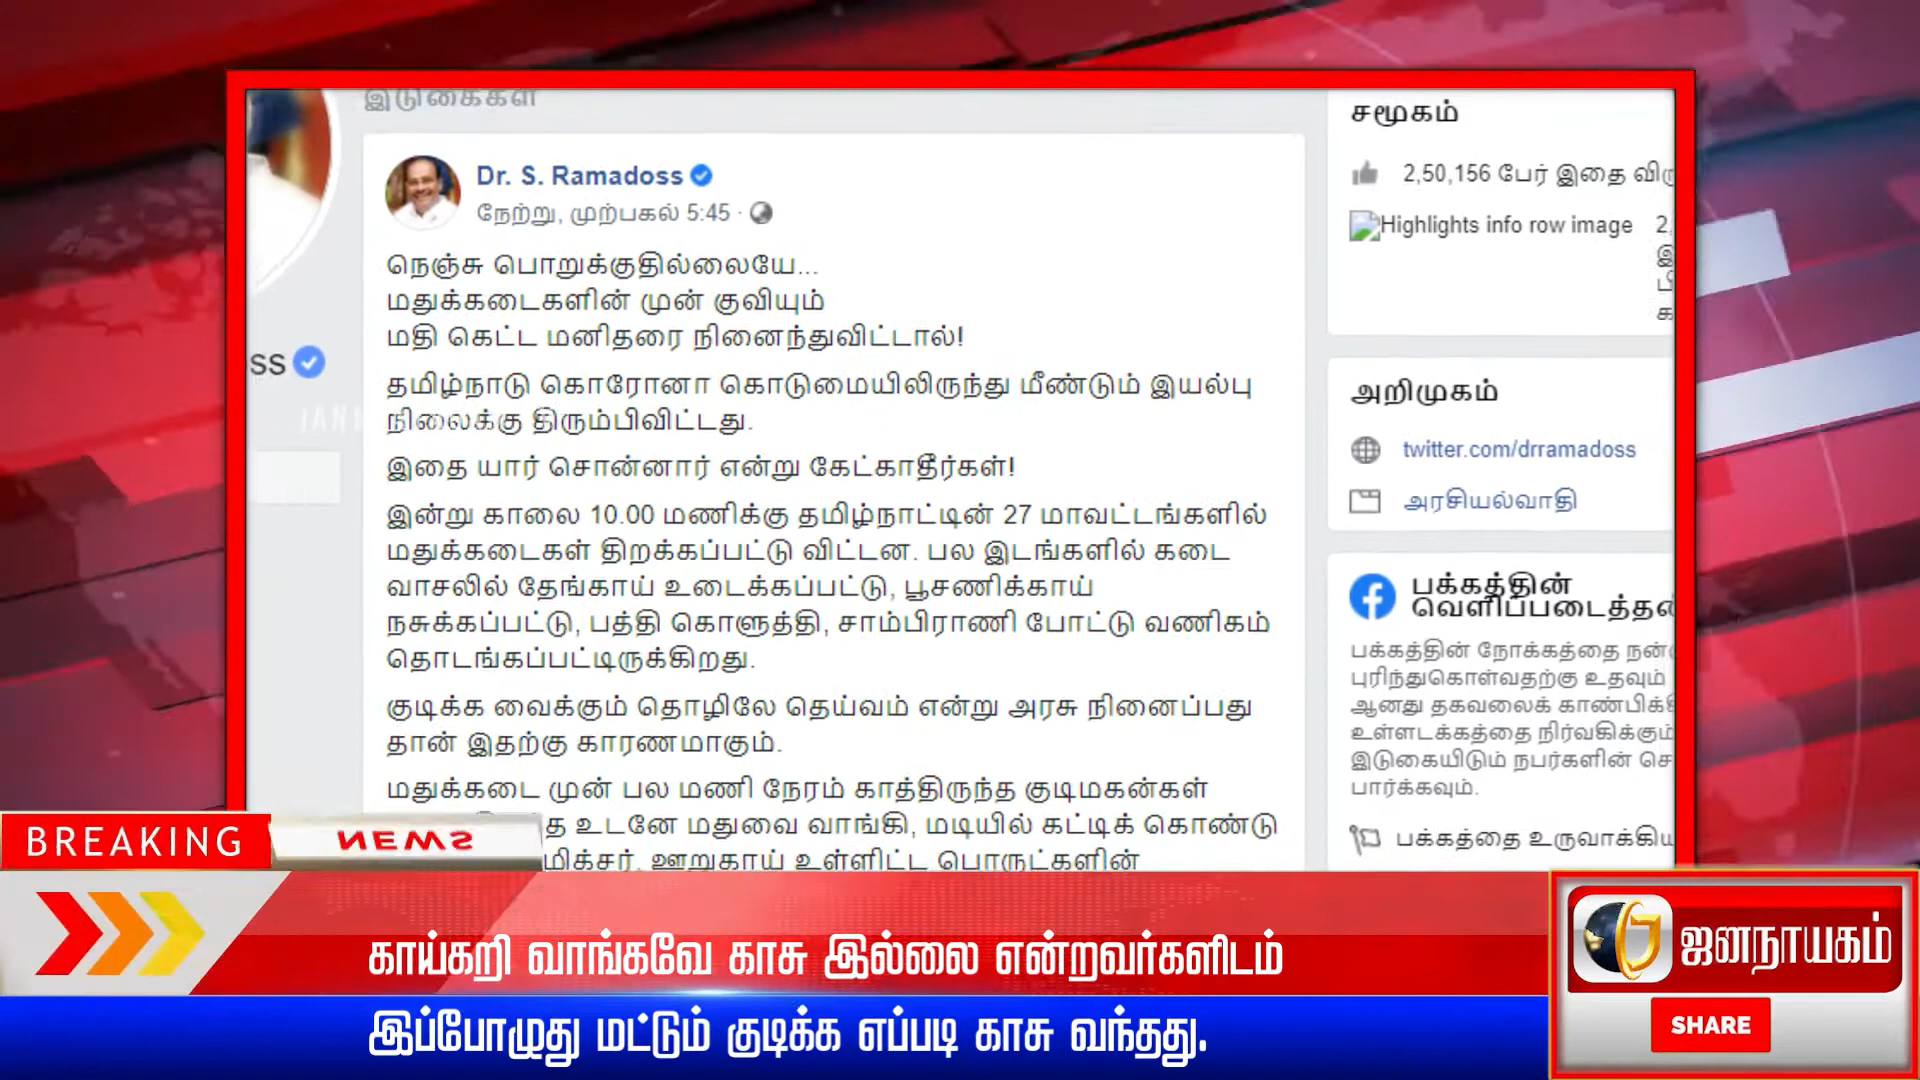 இடுகைகள்
Dr. S. Ramadoss
நேற்று, முற்பகல் 5:45 ·
நெஞ்சு பொறுக்குதில்லையே...
மதுக்கடைகளின் முன் குவியும்
மதி கெட்ட மனிதரை நினைந்துவிட்டால்!
தமிழ்நாடு கொரோனா கொடுமையிலிருந்து மீண்டும் இயல்பு
நிலைக்கு திரும்பிவிட்டது.
இதை யார் சொன்னார் என்று கேட்காதீர்கள்!
இன்று காலை 10.00 மணிக்கு தமிழ்நாட்டின் 27 மாவட்டங்களில்
மதுக்கடைகள் திறக்கப்பட்டு விட்டன. பல இடங்களில் கடை
வாசலில் தேங்காய் உடைக்கப்பட்டு, பூசணிக்காய்
நசுக்கப்பட்டு, பத்தி கொளுத்தி, சாம்பிராணி போட்டு வணிகம்
தொடங்கப்பட்டிருக்கிறது.
குடிக்க வைக்கும் தொழிலே தெய்வம் என்று அரசு நினைப்பது
தான் இதற்கு காரணமாகும்.
மதுக்கடை முன் பல மணி நேரம் காத்திருந்த குடிமகன்கள்
உடனே மதுவை வாங்கி, மடியில் கட்டிக் கொண்டு
மிக்சர், ஊறுகாய் உள்ளிட்ட பொருட்களின்
ss
சமூகம்
2,50,156 பேர் இதை
Highlights info row image
2,
அறிமுகம்
twitter.com/drramadoss
அரசியல்வாதி
பக்கத்தின்
பக்கத்தின் நோக்கத்தை
புரிந்துகொள்வதற்கு உதவும்
ஆனது தகவலைக்
உள்ளடக்கத்தை நிர்வகிக்கும்
இடுகையிடும் நபர்களின்
பார்க்கவும்.
பக்கத்தை
BREAKING
NEWS
காய்கறி வாங்கவே காசு இல்லை என்றவர்களிடம்
இப்போழுது மட்டும் குடிக்க எப்படி காசு வந்தது.
ஜனநாயகம்
SHARE